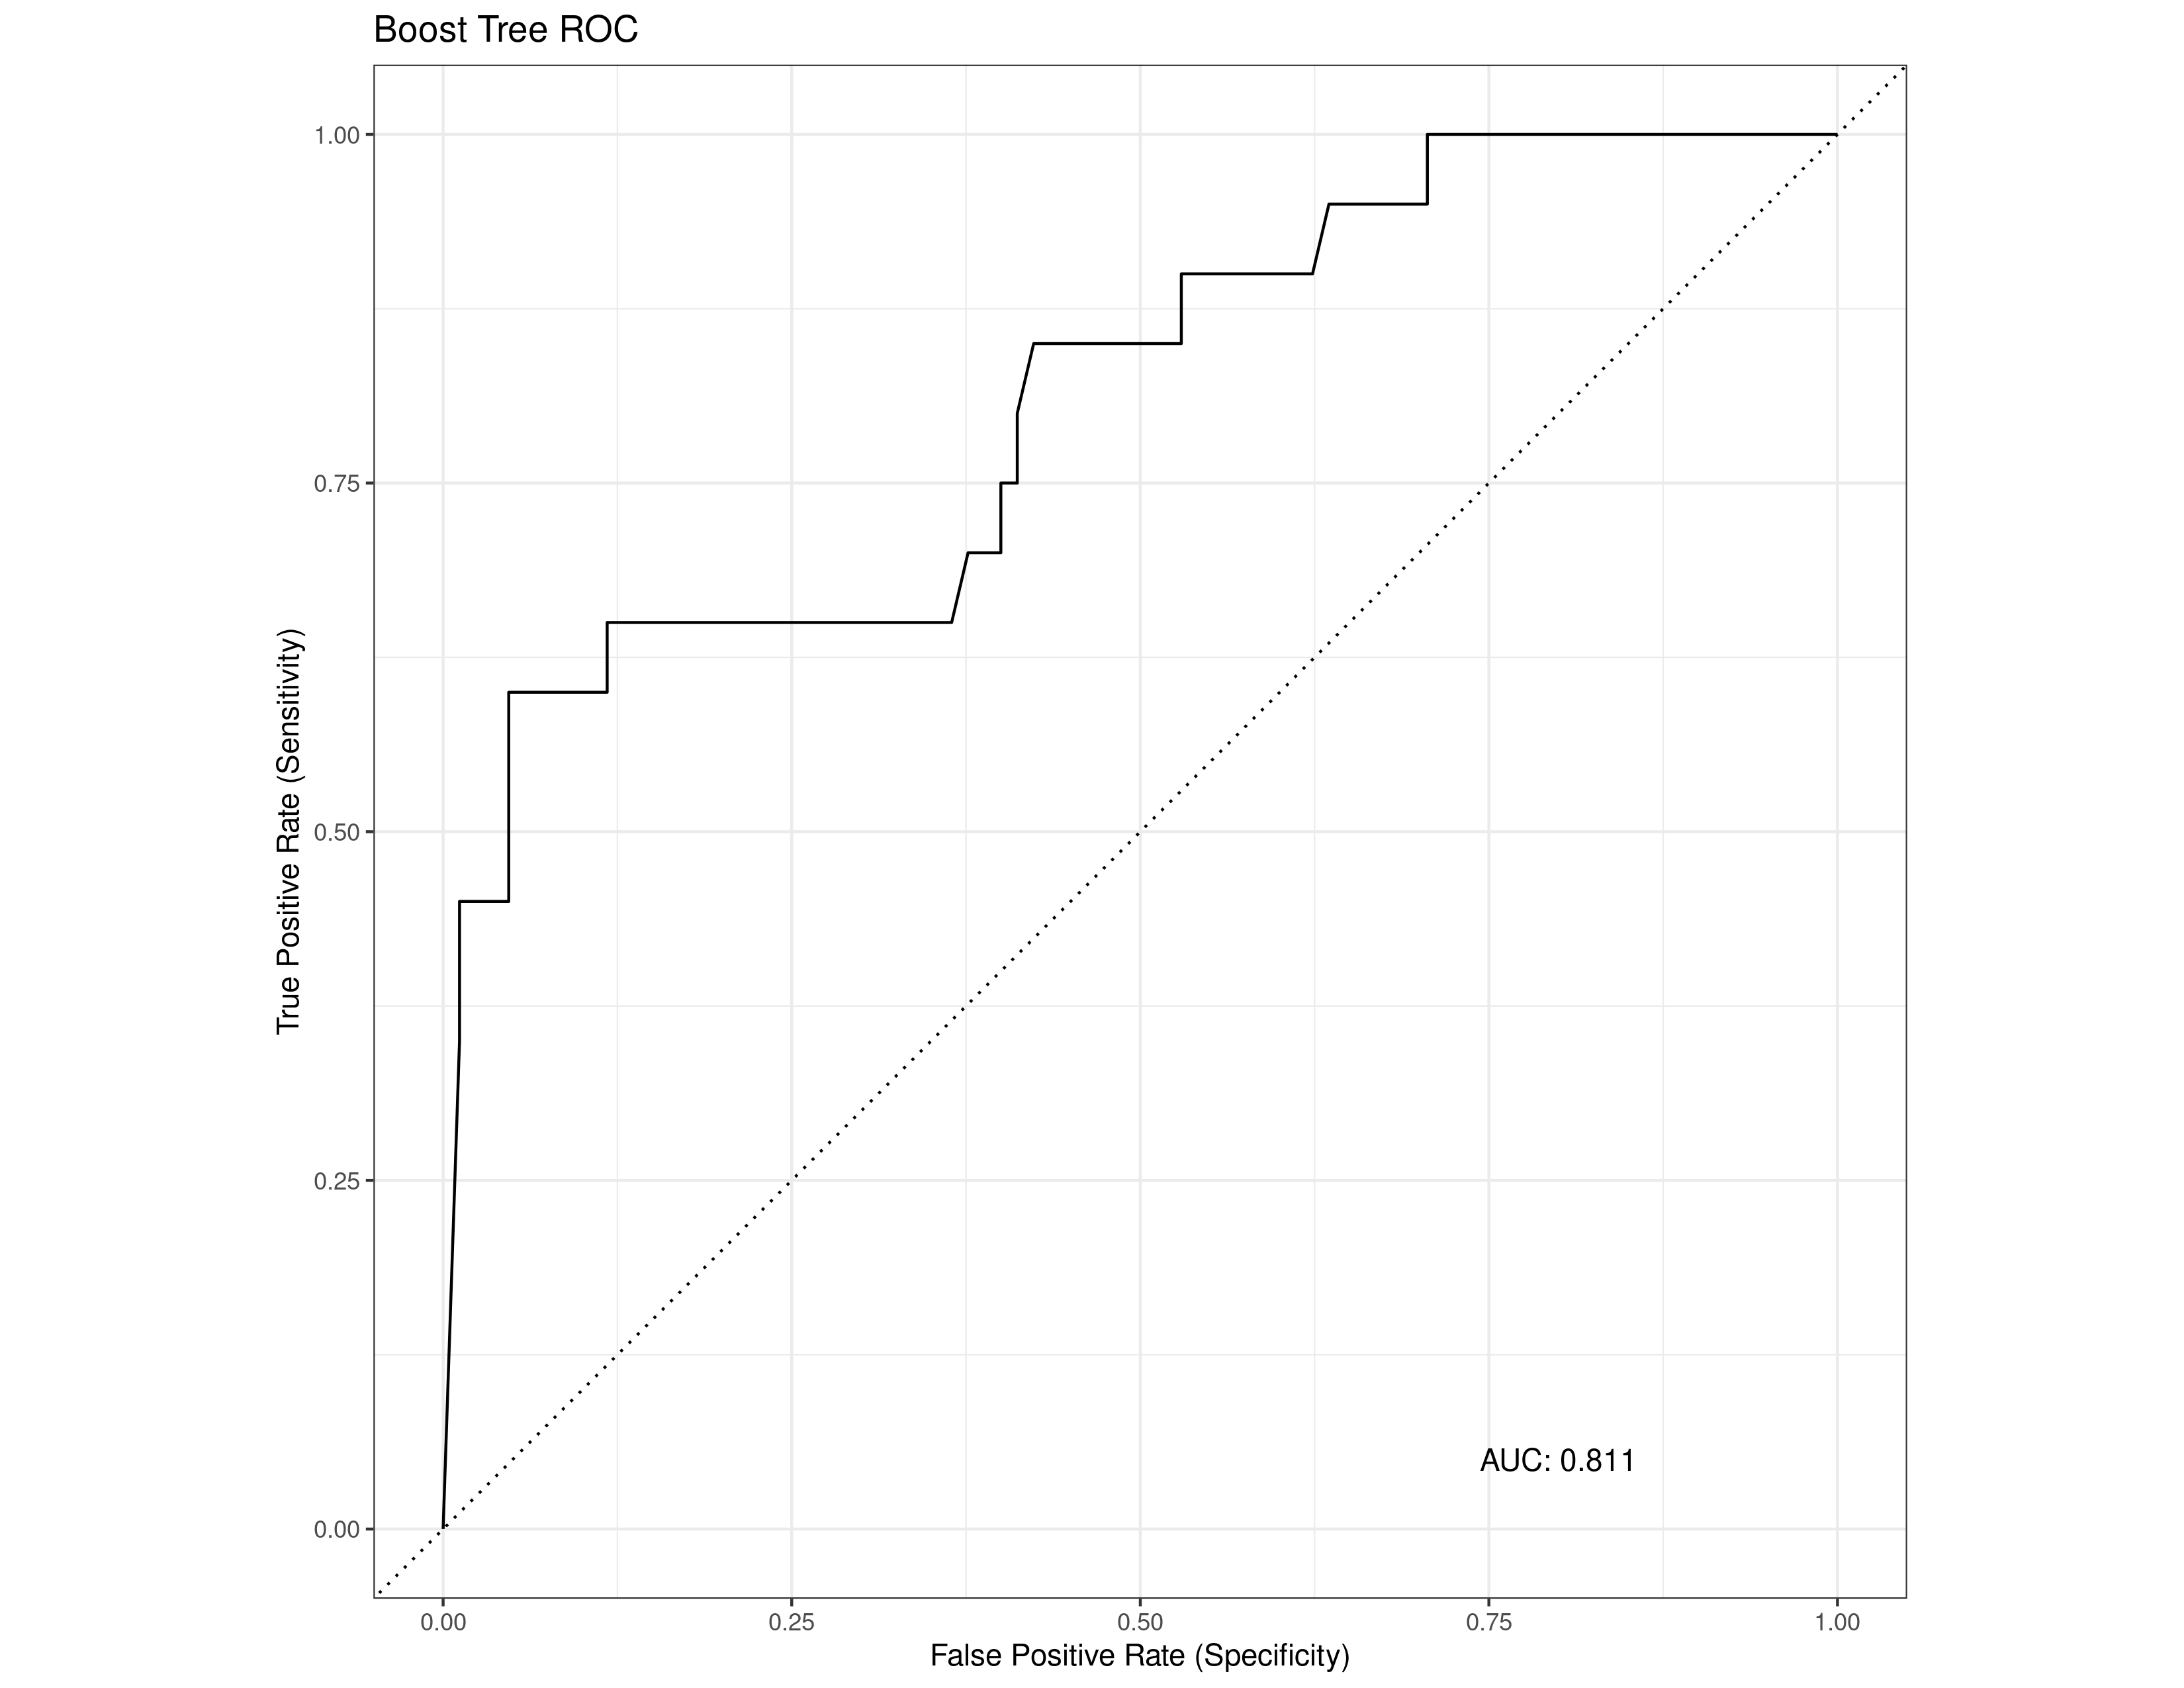 Boost Tree ROC
1.00
0.75
0.50
0.25
0.00
True Positive Rate (Sensitivity)
AUC: 0.811
0.00 0.25 0.50 0.75 1.00
False Positive Rate (Specificity)